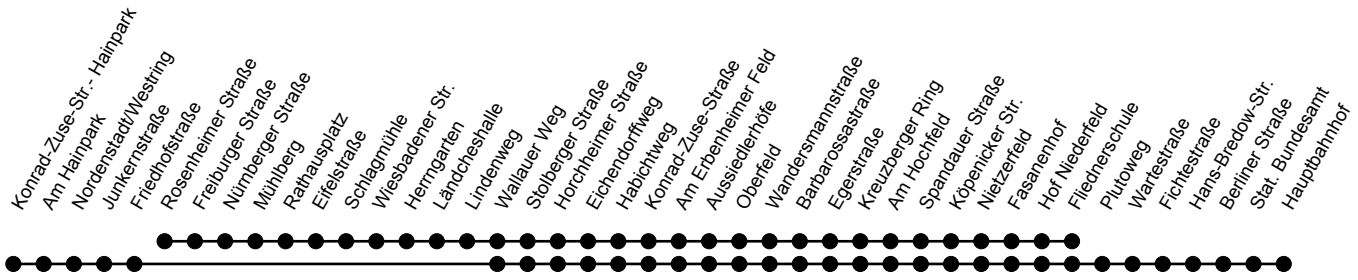 Konrad-Zuse-Str.- Hainpark
Am Hainpark
Nordenstadt/Westring
Junkernstraße
Friedhofstraße
Rosenheimer Straße
Freiburger Straße
Nürnberger Straße
Mühlberg
Rathausplatz
Eifelstraße
Schlagmühle
Wiesbadener Str.
Herrngarten
Ländcheshalle
Lindenweg
Wallauer Weg
Stolberger Straße
Horchheimer Straße
Eichendorffweg
Habichtweg
Konrad-Zuse-Straße
Am Erbenheimer Feld
Aussiedlerhöfe
Oberfeld
Wandersmannstraße
Barbarossastraße
Egerstraße
Kreuzberger Ring
Am Hochfeld
Spandauer Straße
Köpenicker Str.
Nietzerfeld
Fasanenhof
Hof Niederfeld
Fliednerschule
Plutoweg
Wartestraße
Fichtestraße
Hans-Bredow-Str.
Berliner Straße
Stat. Bundesamt
Hauptbahnhof